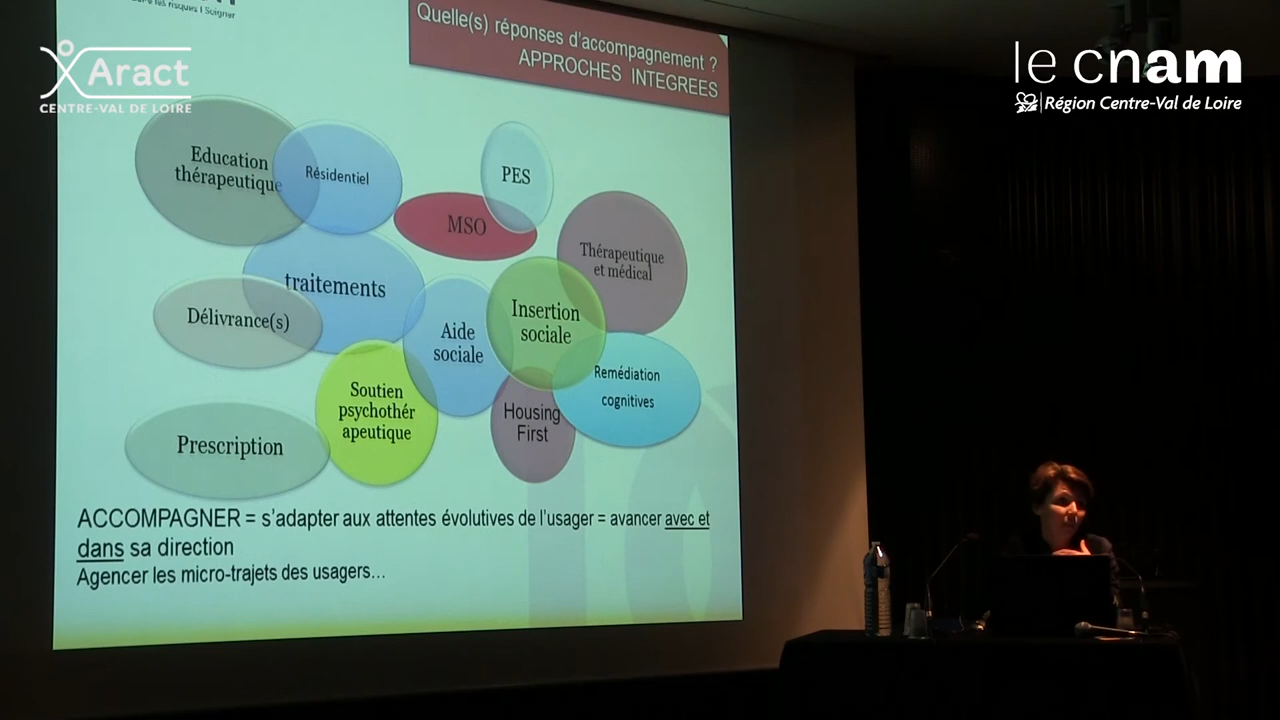 les risques I Soigner
Aract
CENTRE-VAL DE LOIRE
le cnam
Région Centre-Val de Loire
Quelle(s) réponses d'accompagnement ?
APPROCHES INTEGREES
Education
thérapeutique
Résidentiel
PES
MSO
Thérapeutique
et médical
traitements
Délivrance(s)
Insertion
sociale
Aide
sociale
Remédiation
cognitives
Soutien
psychothér
apeutique
Housing
First
Prescription
ACCOMPAGNER = s'adapter aux attentes évolutives de l'usager = avancer avec et
dans sa direction
Agencer les micro-trajets des usagers…